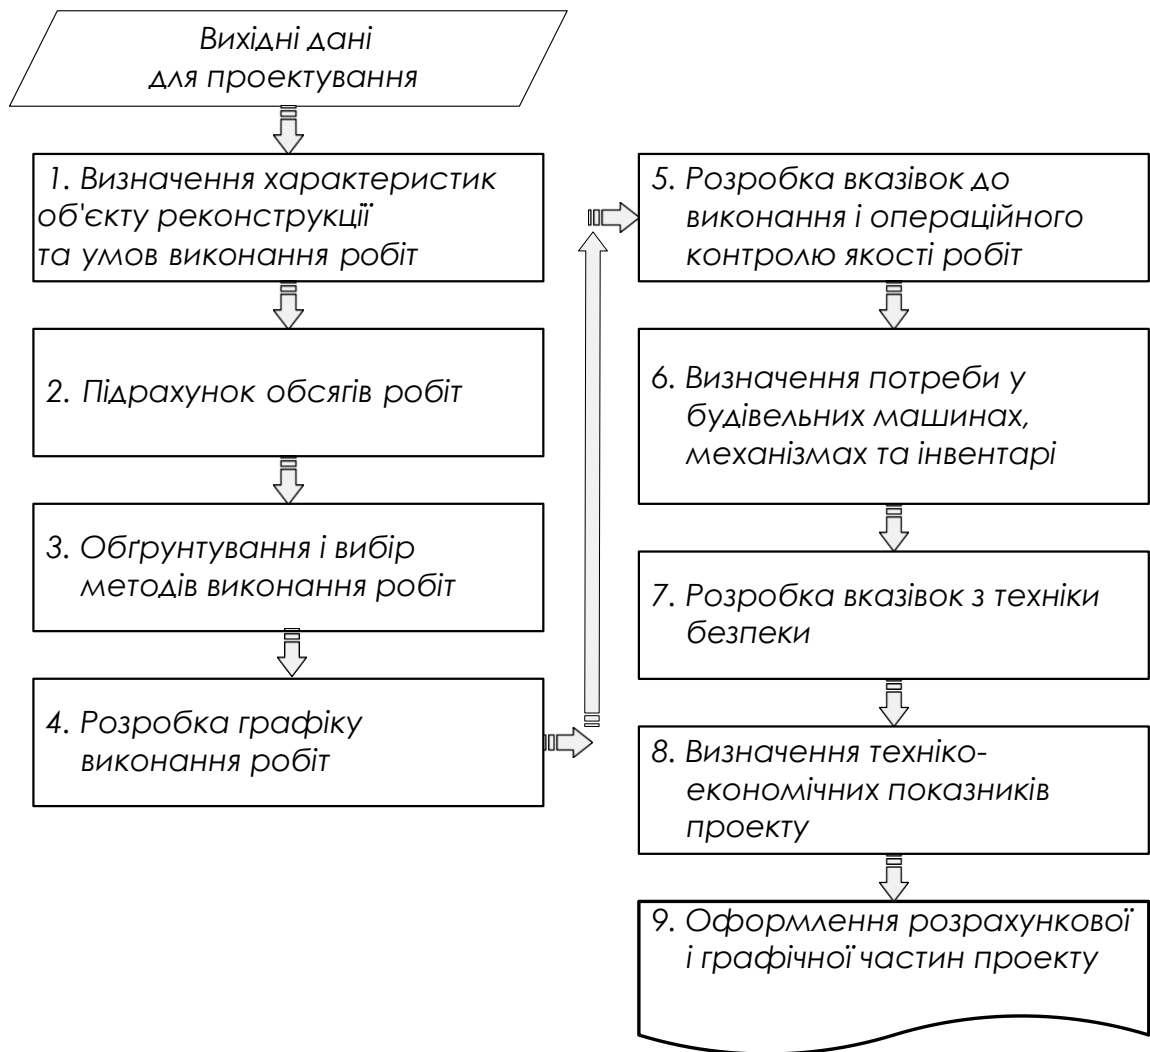 Вихідні дані
для проектування
1. Визначення характеристик
об'єкту реконструкції
та умов виконання робіт
2. Підрахунок обсягів робіт
3. Обґрунтування і вибір
методів виконання робіт
4. Розробка графіку
виконання робіт
5. Розробка вказівок до
виконання і операційного
контролю якості робіт
6. Визначення потреби у
будівельних машинах,
механізмах та інвентарі
7. Розробка вказівок з техніки
безпеки
8. Визначення техніко-
економічних показників
проекту
9. Оформлення розрахункової
і графічної частин проекту